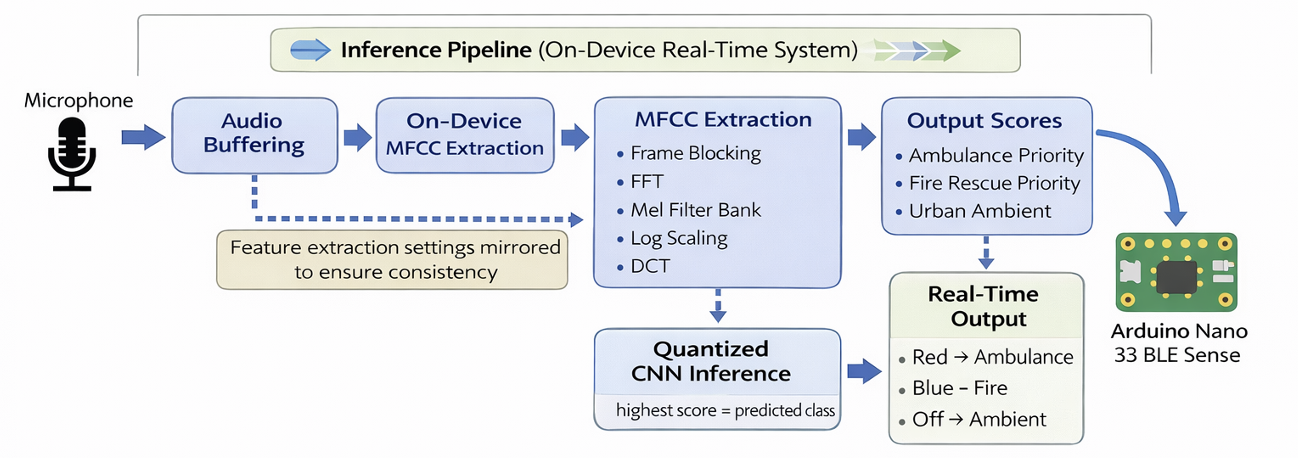 Inference Pipeline (On-Device Real-Time System)
Microphone
Audio
Buffering
On-Device
MFCC Extraction
MFCC Extraction
• Frame Blocking
• FFT
• Mel Filter Bank
• Log Scaling
• DCT
Output Scores
• Ambulance Priority
• Fire Rescue Priority
• Urban Ambient
Feature extraction settings mirrored
to ensure consistency
Quantized
CNN Inference
highest score = predicted class
Real-Time
Output
• Red → Ambulance
• Blue – Fire
• Off → Ambient
Arduino Nano
33 BLE Sense